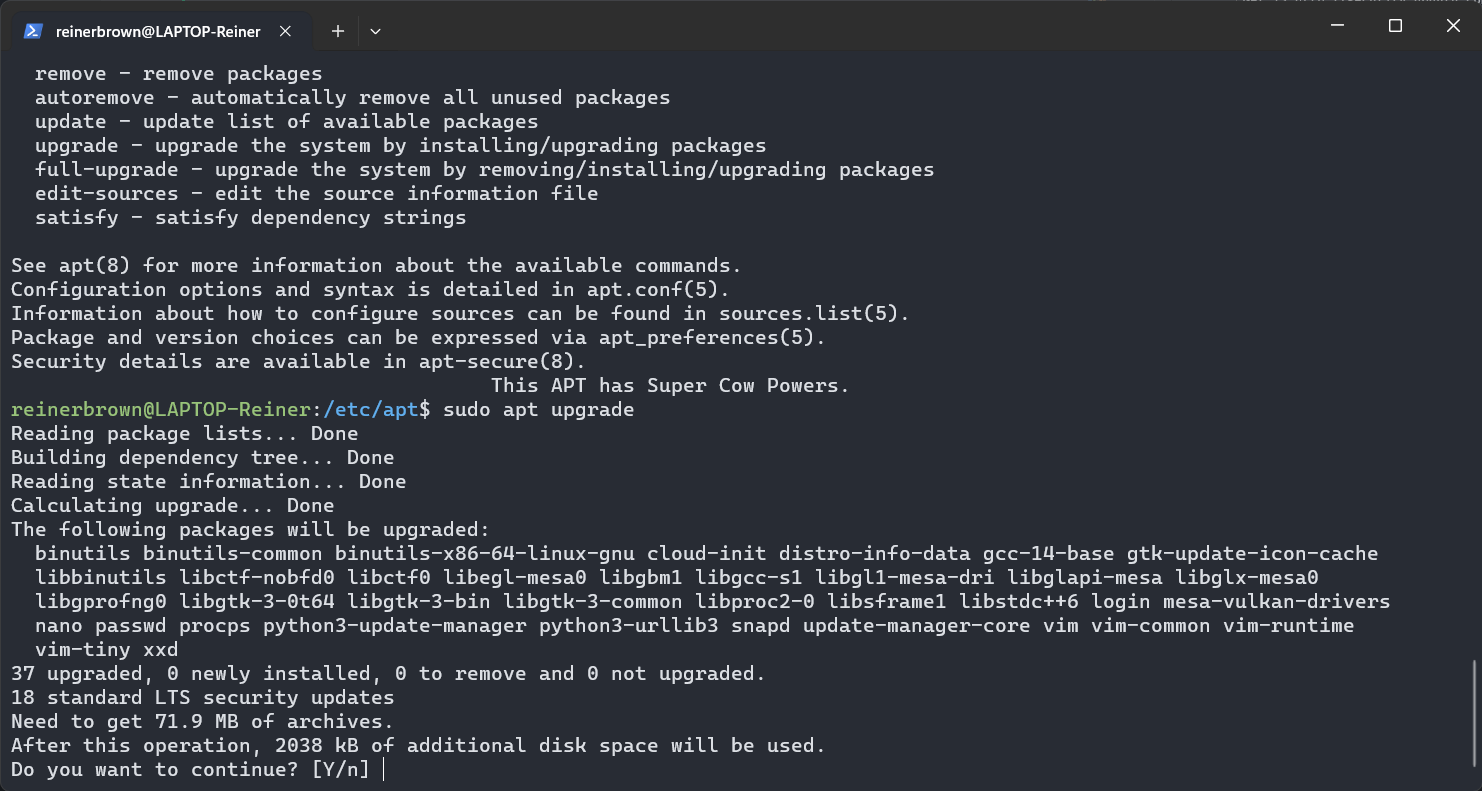 reinerbrown@LAPTOP-Reiner
remove - remove packages
autoremove - automatically remove all unused packages
update - update list of available packages
upgrade - upgrade the system by installing/upgrading packages
full-upgrade - upgrade the system by removing/installing/upgrading packages
edit-sources - edit the source information file
satisfy - satisfy dependency strings
See apt(8) for more information about the available commands.
Configuration options and syntax is detailed in apt.conf(5).
Information about how to configure sources can be found in sources.list(5).
Package and version choices can be expressed via apt_preferences(5).
Security details are available in apt-secure(8).
This APT has Super Cow Powers.
reinerbrown@LAPTOP-Reiner:/etc/apt$ sudo apt upgrade
Reading package lists... Done
Building dependency tree... Done
Reading state information... Done
Calculating upgrade... Done
The following packages will be upgraded:
binutils binutils-common binutils-x86-64-linux-gnu cloud-init distro-info-data gcc-14-base gtk-update-icon-cache
libbinutils libctf-nobfd0 libctf0 libegl-mesa0 libgbm1 libgcc-s1 libgl1-mesa-dri libglapi-mesa libglx-mesa0
libgprofng0 libgtk-3-0t64 libgtk-3-bin libgtk-3-common libproc2-0 libsframe1 libstdc++6 login mesa-vulkan-drivers
nano passwd procps python3-update-manager python3-urllib3 snapd update-manager-core vim vim-common vim-runtime
vim-tiny xxd
37 upgraded, 0 newly installed, 0 to remove and 0 not upgraded.
18 standard LTS security updates
Need to get 71.9 MB of archives.
After this operation, 2038 kB of additional disk space will be used.
Do you want to continue? [Y/n]